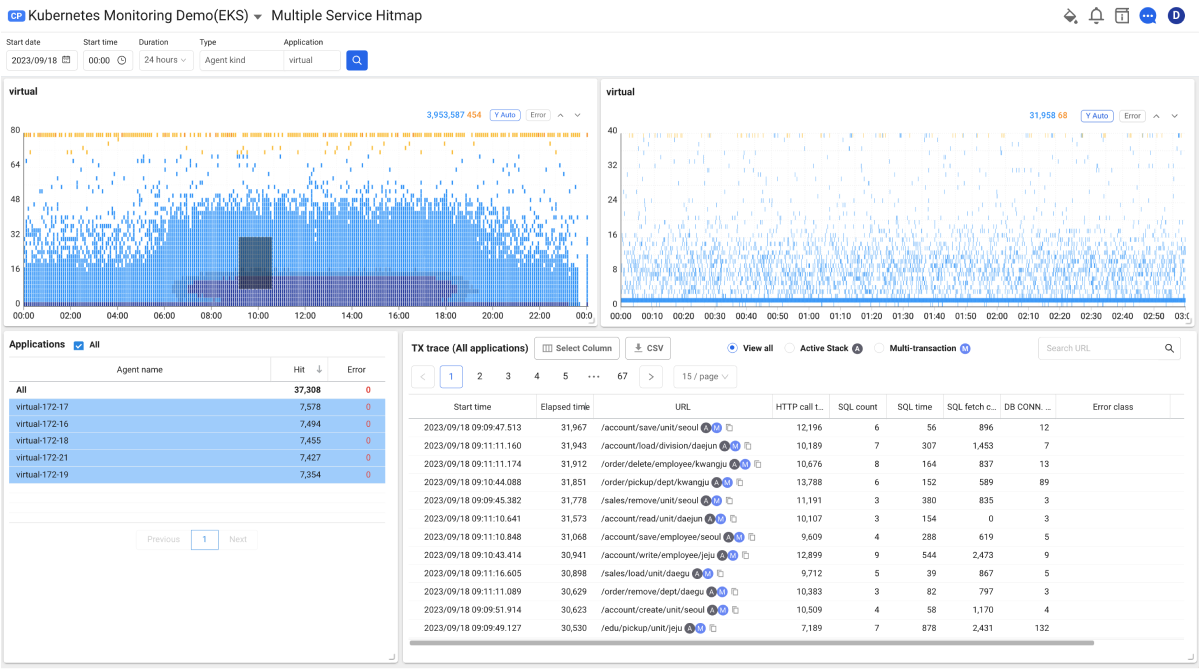 CP Kubernetes Monitoring Demo(EKS) Multiple Service Hitmap D
Start date Start time Duration Type Application
2023/09/18 00:00 24 hours Agent kind virtual
virtual
3,953,587 454 Y Auto Error
80
64
48
32
16
0
00:00 02:00 04:00 06:00 08:00 10:00 12:00 14:00 16:00 18:00 20:00 22:00 00:0
virtual
31,958 68 Y Auto Error
40
32
24
16
8
0
00:00 00:10 00:20 00:30 00:40 00:50 01:00 01:10 01:20 01:30 01:40 01:50 02:00 02:10 02:20 02:30 02:40 02:50 03:0
Applications All
Agent name Hit Error
All 37,308 0
virtual-172-17 7,578 0
virtual-172-16 7,494 0
virtual-172-18 7,455 0
virtual-172-21 7,427 0
virtual-172-19 7,354 0
Previous 1 Next
TX trace (All applications) Select Column CSV View all Active Stack A Multi-transaction M Search URL
< 1 2 3 4 5 ••• 67 > 15 / page
Start time Elapsed time URL HTTP call t... SQL count SQL time SQL fetch c... DB CONN. ... Error class
2023/09/18 09:09:47.513 31,967 /account/save/unit/seoul A M 12,196 6 56 896 12
2023/09/18 09:11:11.160 31,943 /account/load/division/daejun A M 10,189 7 307 1,453 7
2023/09/18 09:11:11.174 31,912 /order/delete/employee/kwangju A M 10,676 8 164 837 13
2023/09/18 09:10:44.088 31,851 /order/pickup/dept/kwangju A M 13,788 6 152 589 89
2023/09/18 09:09:45.382 31,778 /sales/remove/unit/seoul A M 11,191 3 380 835 3
2023/09/18 09:11:10.641 31,573 /account/read/unit/daejun A M 10,107 3 154 0 3
2023/09/18 09:11:10.848 31,068 /account/save/employee/seoul A M 9,609 4 288 619 5
2023/09/18 09:10:43.414 30,941 /account/write/employee/jeju A M 12,899 9 544 2,473 9
2023/09/18 09:11:16.605 30,898 /sales/load/unit/daegu A M 9,712 5 39 867 5
2023/09/18 09:11:11.089 30,629 /order/remove/dept/daegu A M 10,383 3 82 797 3
2023/09/18 09:09:51.914 30,623 /account/create/unit/seoul A M 10,509 4 58 1,170 4
2023/09/18 09:09:49.127 30,530 /edu/pickup/unit/jeju A M 7,189 7 878 2,431 132